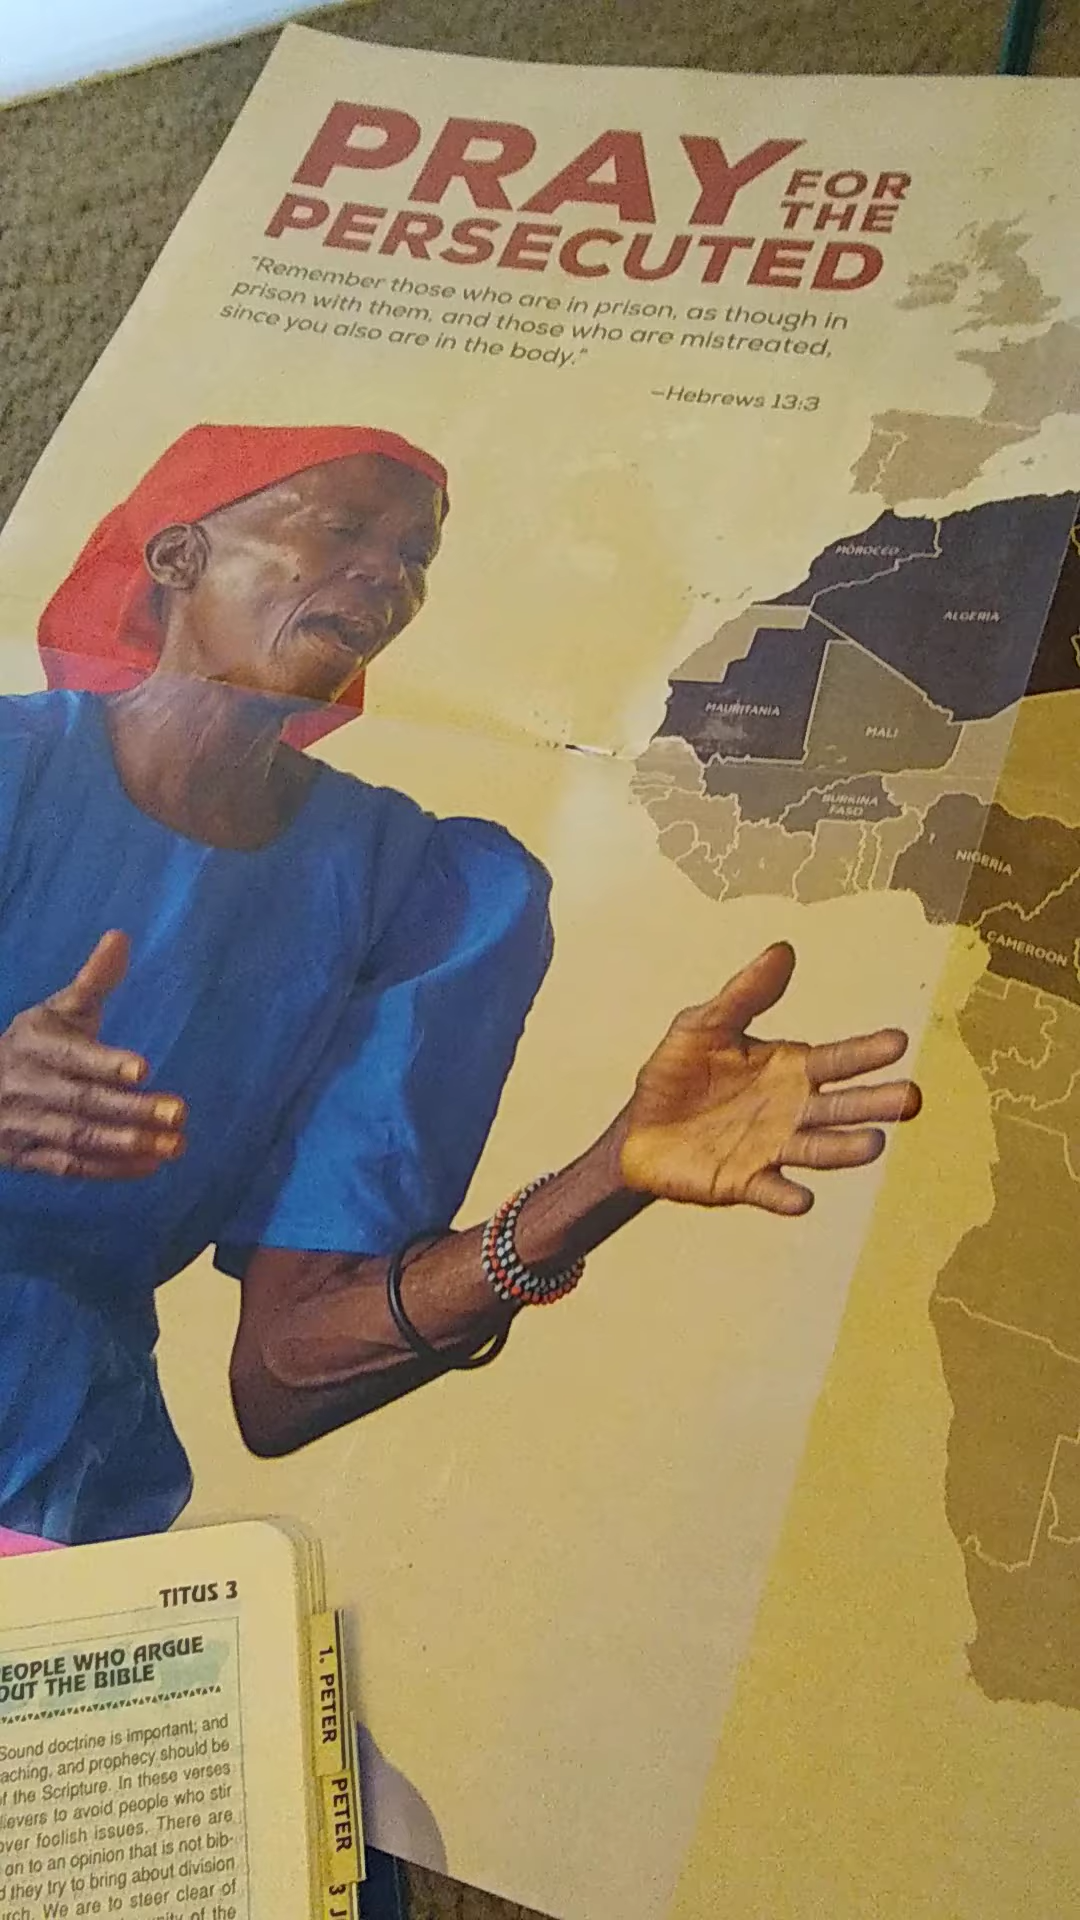 PRAY FOR THE
PERSECUTED
"Remember those who are in prison, as though in
prison with them, and those who are mistreated,
since you also are in the body."
—Hebrews 13:3
MOROCCO
ALGERIA
MAURITANIA
MALI
BURKINA
FASO
NIGERIA
CAMEROON
TITUS 3
EOPLE WHO ARGUE
OUT THE BIBLE
Sound doctrine is important; and
aching, and prophecy should be
f the Scripture. In these verses
lievers to avoid people who stir
over foolish issues. There are
on to an opinion that is not bib-
d they try to bring about division
urch. We are to steer clear of
nity of the
1. PETER
PETER
3 J